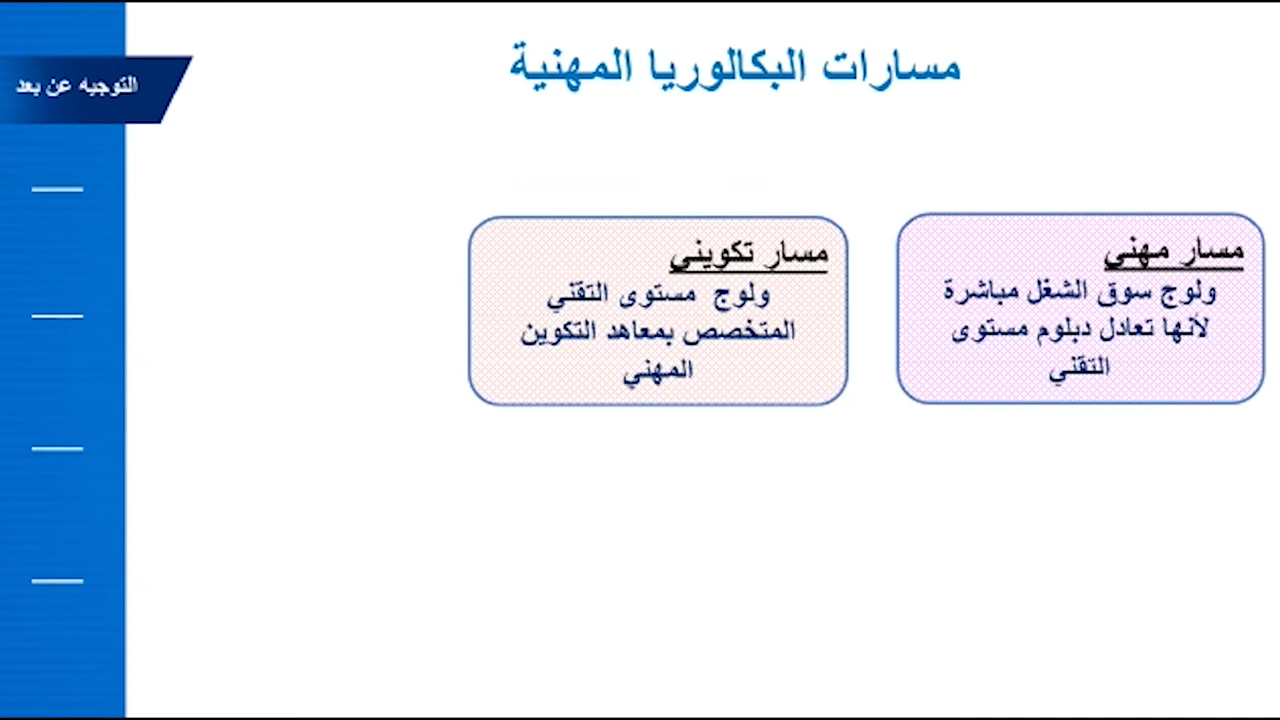 مسارات البكالوريا المهنية
التوجيه عن بعد
مسار مهني
ولوج سوق الشغل مباشرة
لأنها تعادل دبلوم مستوى
التقني
مسار تكويني
ولوج مستوى التقني
المتخصص بمعاهد التكوين
المهني